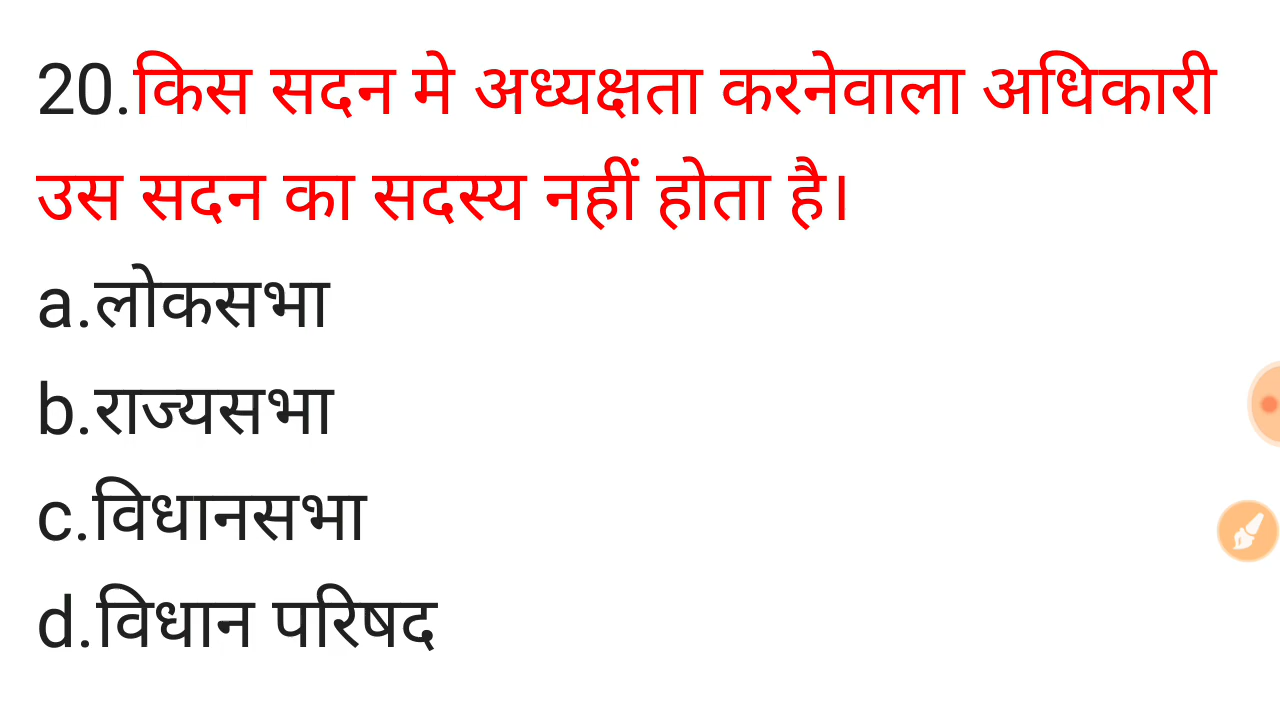 20.किस सदन मे अध्यक्षता करनेवाला अधिकारी
उस सदन का सदस्य नहीं होता है।
a.लोकसभा
b.राज्यसभा
c.विधानसभा
d.विधान परिषद